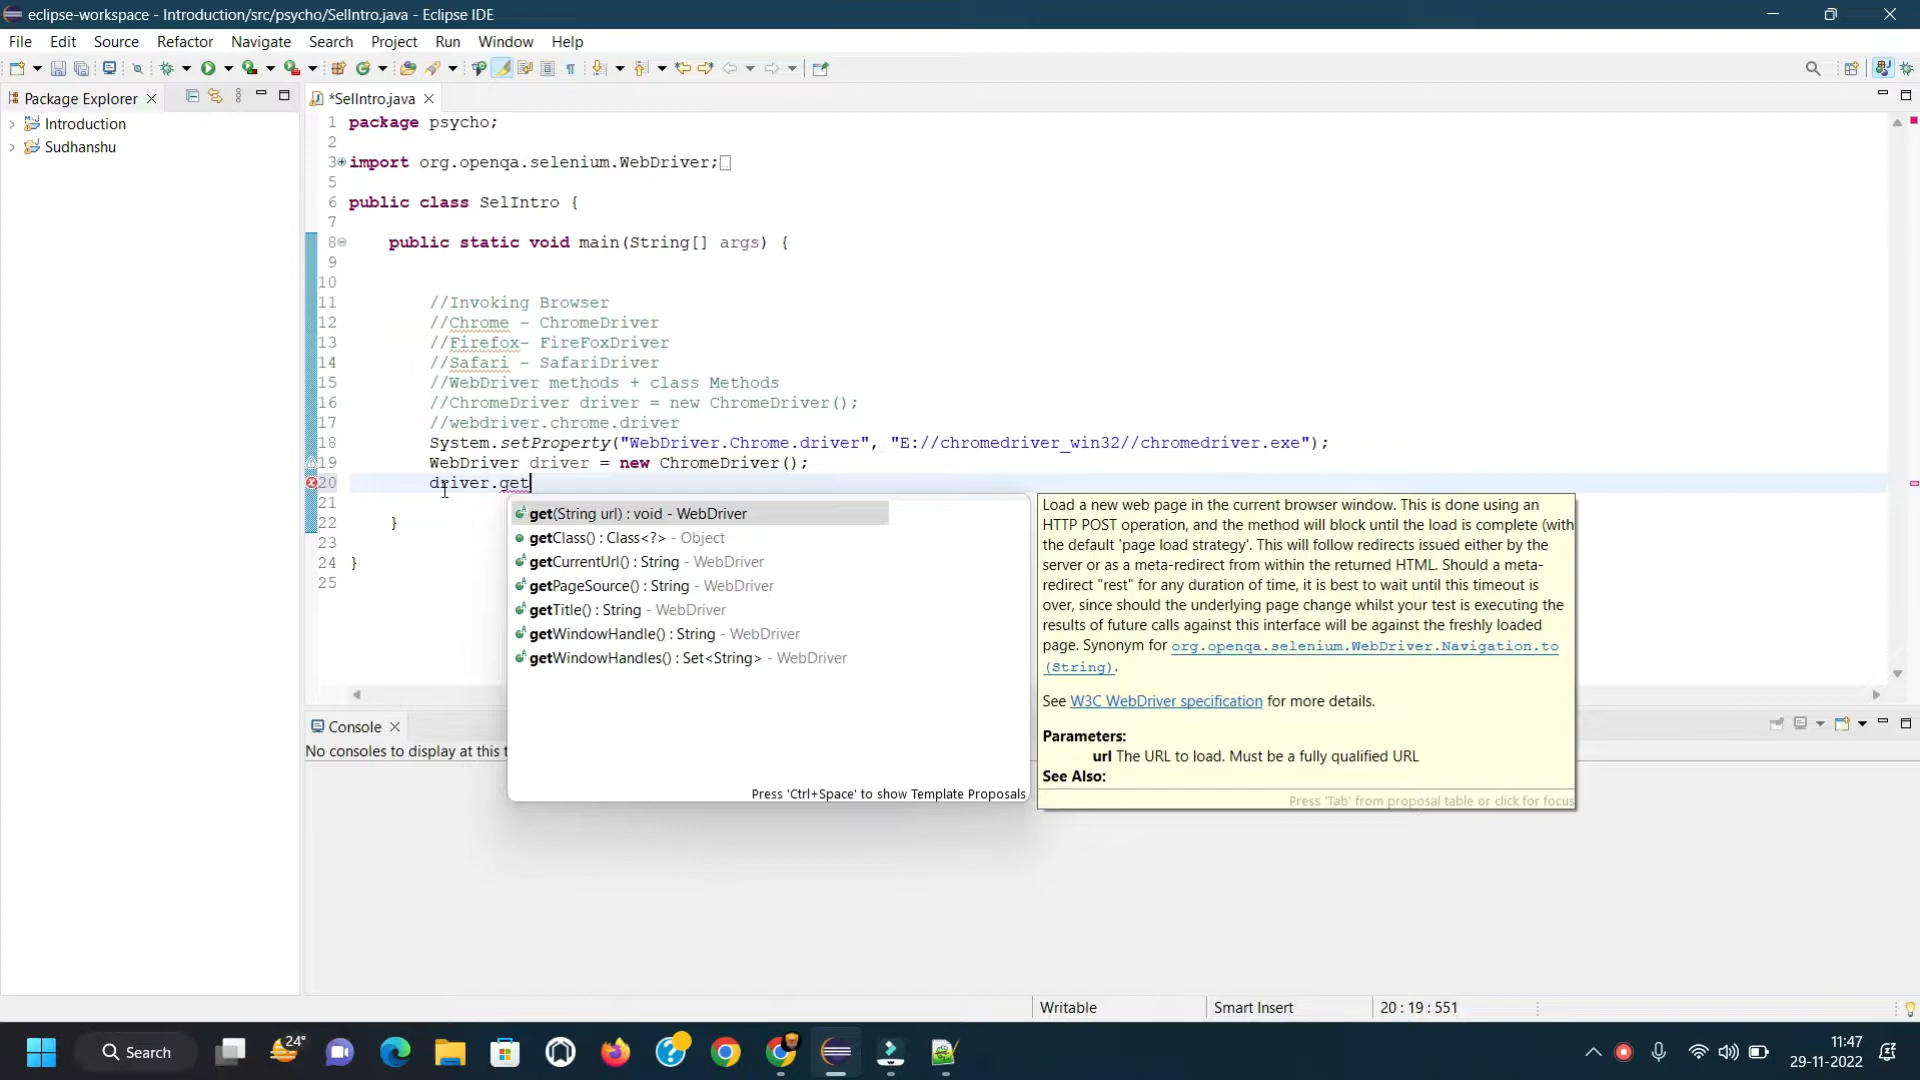 eclipse-workspace - Introduction/src/psycho/SelIntro.java - Eclipse IDE
File Edit Source Refactor Navigate Search Project Run Window Help
Package Explorer
*SelIntro.java
Introduction
Sudhanshu
1 package psycho;
2
3 import org.openqa.selenium.WebDriver;
5
6 public class SelIntro {
7
8 public static void main(String[] args) {
9
10
11 //Invoking Browser
12 //Chrome - ChromeDriver
13 //Firefox- FireFoxDriver
14 //Safari - SafariDriver
15 //WebDriver methods + class Methods
16 //ChromeDriver driver = new ChromeDriver();
17 //webdriver.chrome.driver
18 System.setProperty("WebDriver.Chrome.driver", "E://chromedriver_win32//chromedriver.exe");
19 WebDriver driver = new ChromeDriver();
20 driver.get
21
22 }
23
24 }
25
get(String url) : void - WebDriver
getClass() : Class<?> - Object
getCurrentUrl() : String - WebDriver
getPageSource() : String - WebDriver
getTitle() : String - WebDriver
getWindowHandle() : String - WebDriver
getWindowHandles() : Set<String> - WebDriver
Press 'Ctrl+Space' to show Template Proposals
Load a new web page in the current browser window. This is done using an
HTTP POST operation, and the method will block until the load is complete (with
the default 'page load strategy'. This will follow redirects issued either by the
server or as a meta-redirect from within the returned HTML. Should a meta-
redirect "rest" for any duration of time, it is best to wait until this timeout is
over, since should the underlying page change whilst your test is executing the
results of future calls against this interface will be against the freshly loaded
page. Synonym for org.openqa.selenium.WebDriver.Navigation.to
(String).
See W3C WebDriver specification for more details.
Parameters:
url The URL to load. Must be a fully qualified URL
See Also:
Press 'Tab' from proposal table or click for focus
Console
No consoles to display at this t
Writable
Smart Insert
20 : 19 : 551
Search
24°
11:47
29-11-2022